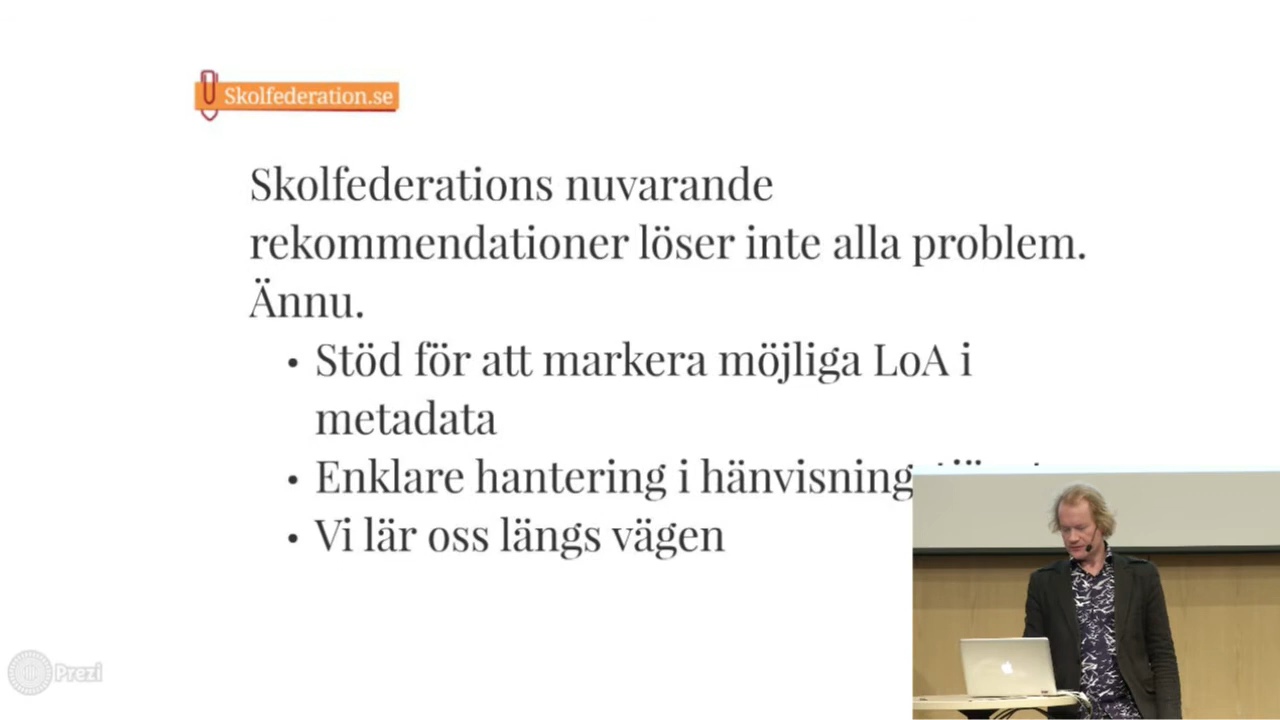 Skolfederation.se
Skolfederations nuvarande
rekommendationer löser inte alla problem.
Ännu.
• Stöd för att markera möjliga LoA i
metadata
• Enklare hantering i
• Vi lär oss längs vägen
Prezi